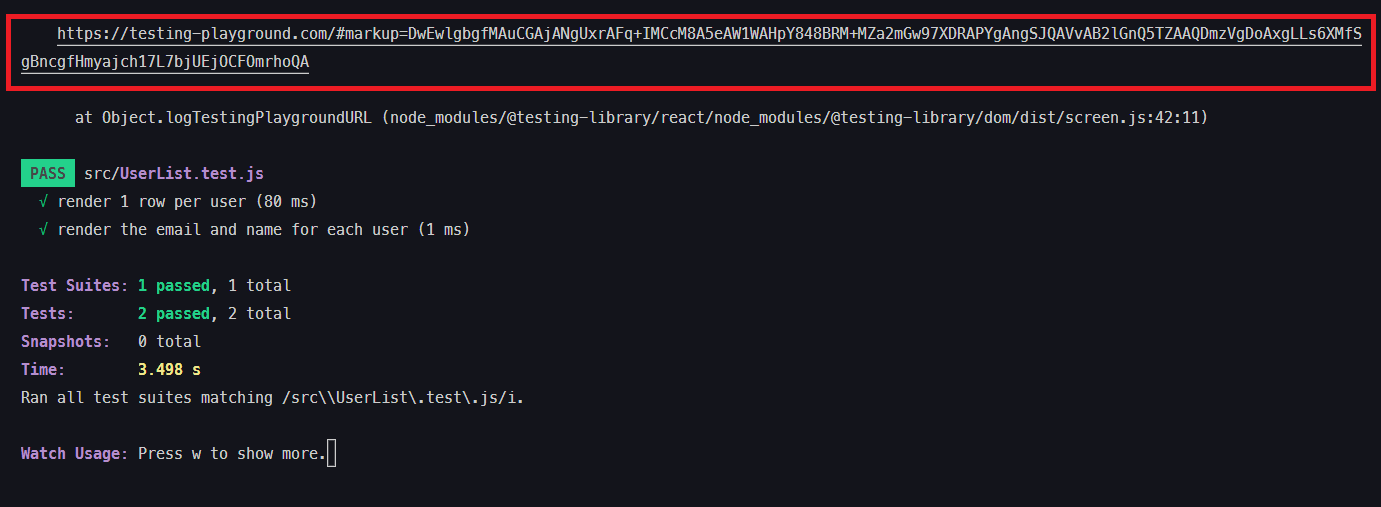 https://testing-playground.com/#markup=DwEwlgbgfMAuCGAjANgUxrAFq+IMCcM8A5eAW1WAHpY848BRM+MZa2mGw97XDRAPYgAngSJQAVvAB2lGnQ5TZAAQDmzVgDoAxgLLs6XMfS
gBncgfHmyajch17L7bjUEjOCFOmrhoQA
at Object.logTestingPlaygroundURL (node_modules/@testing-library/react/node_modules/@testing-library/dom/dist/screen.js:42:11)
PASS src/UserList.test.js
√ render 1 row per user (80 ms)
√ render the email and name for each user (1 ms)
Test Suites: 1 passed, 1 total
Tests: 2 passed, 2 total
Snapshots: 0 total
Time: 3.498 s
Ran all test suites matching /src\\UserList\.test\.js/i.
Watch Usage: Press w to show more.